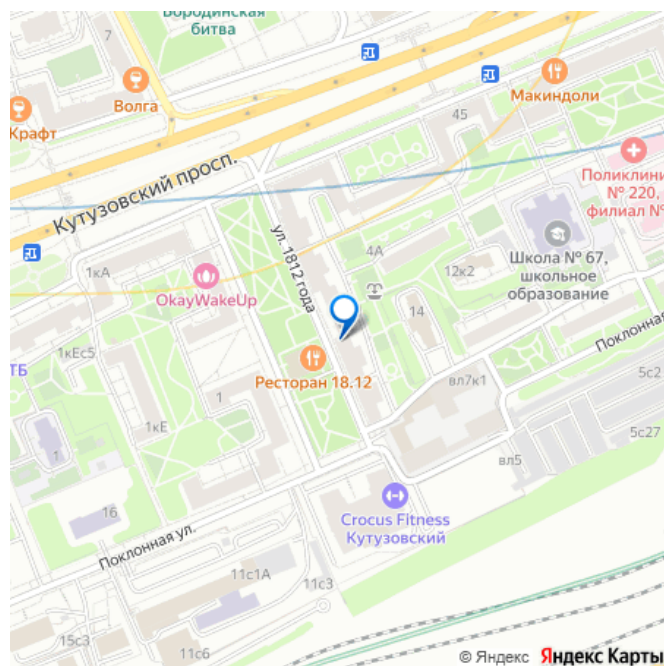 Бородинская
битва
Волга
Крафт
Макиндоли
45
Кутузовский просп.
Поликлини
№ 220,
филиал №
ул. 1812 года
4А
Школа № 67,
школьное
образование
12к2
1кА
OkayWakeUp
14
Поклонная
1кЕс5
ТБ
Ресторан 18.12
вл7к1
5с2
1
1кЕ
1
5с27
вл5
16
Crocus Fitness
Кутузовский
Поклонная ул.
11с1А
11с3
15с3
11с6
© Яндекс Яндекс Карты